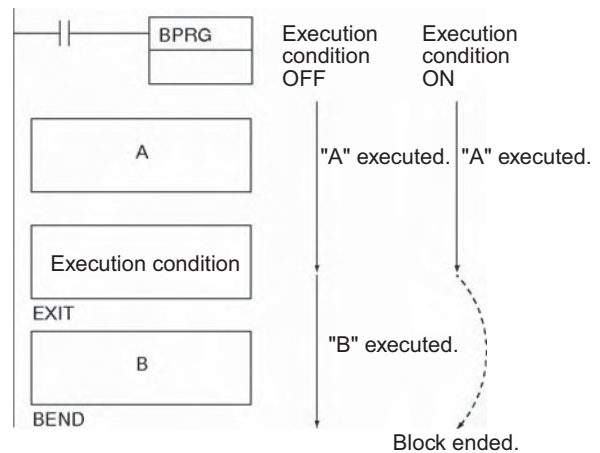 BPRG
Execution
condition
OFF
Execution
condition
ON
A
"A" executed.
"A" executed.
Execution condition
EXIT
"B" executed.
B
BEND
Block ended.